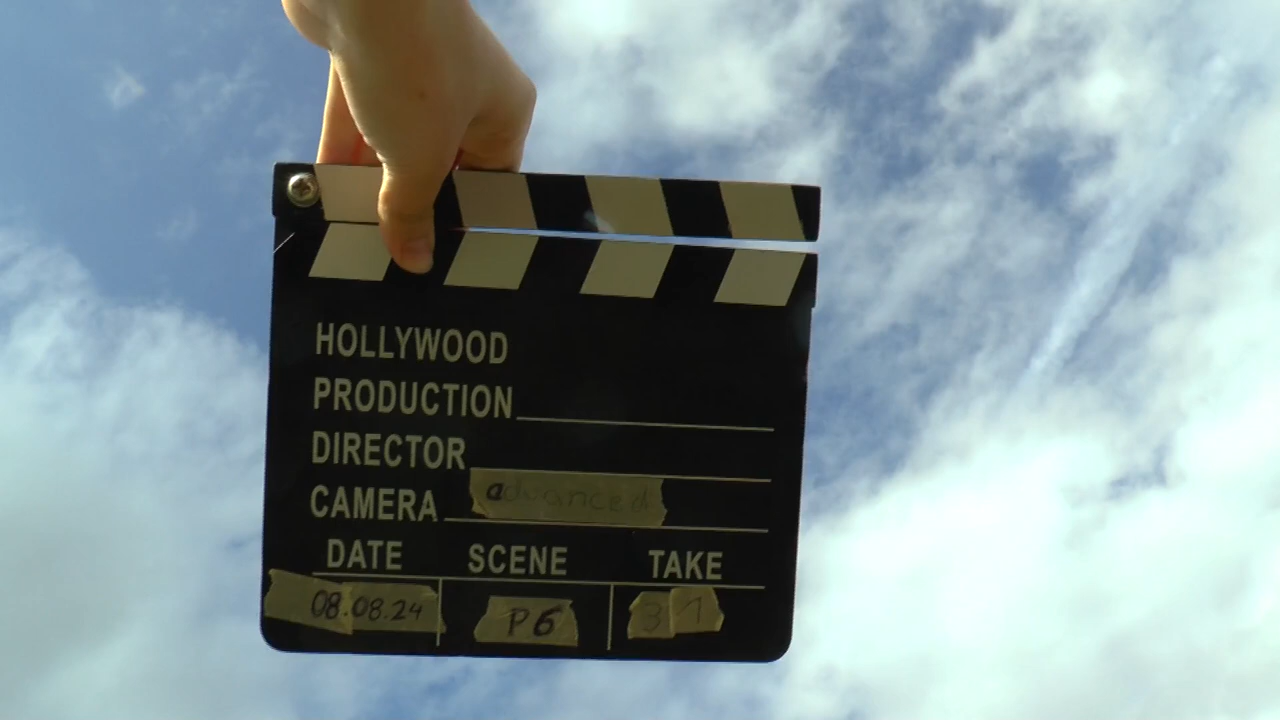 HOLLYWOOD
PRODUCTION
DIRECTOR
CAMERA advanced
DATE SCENE TAKE
08.08.24 P6 31